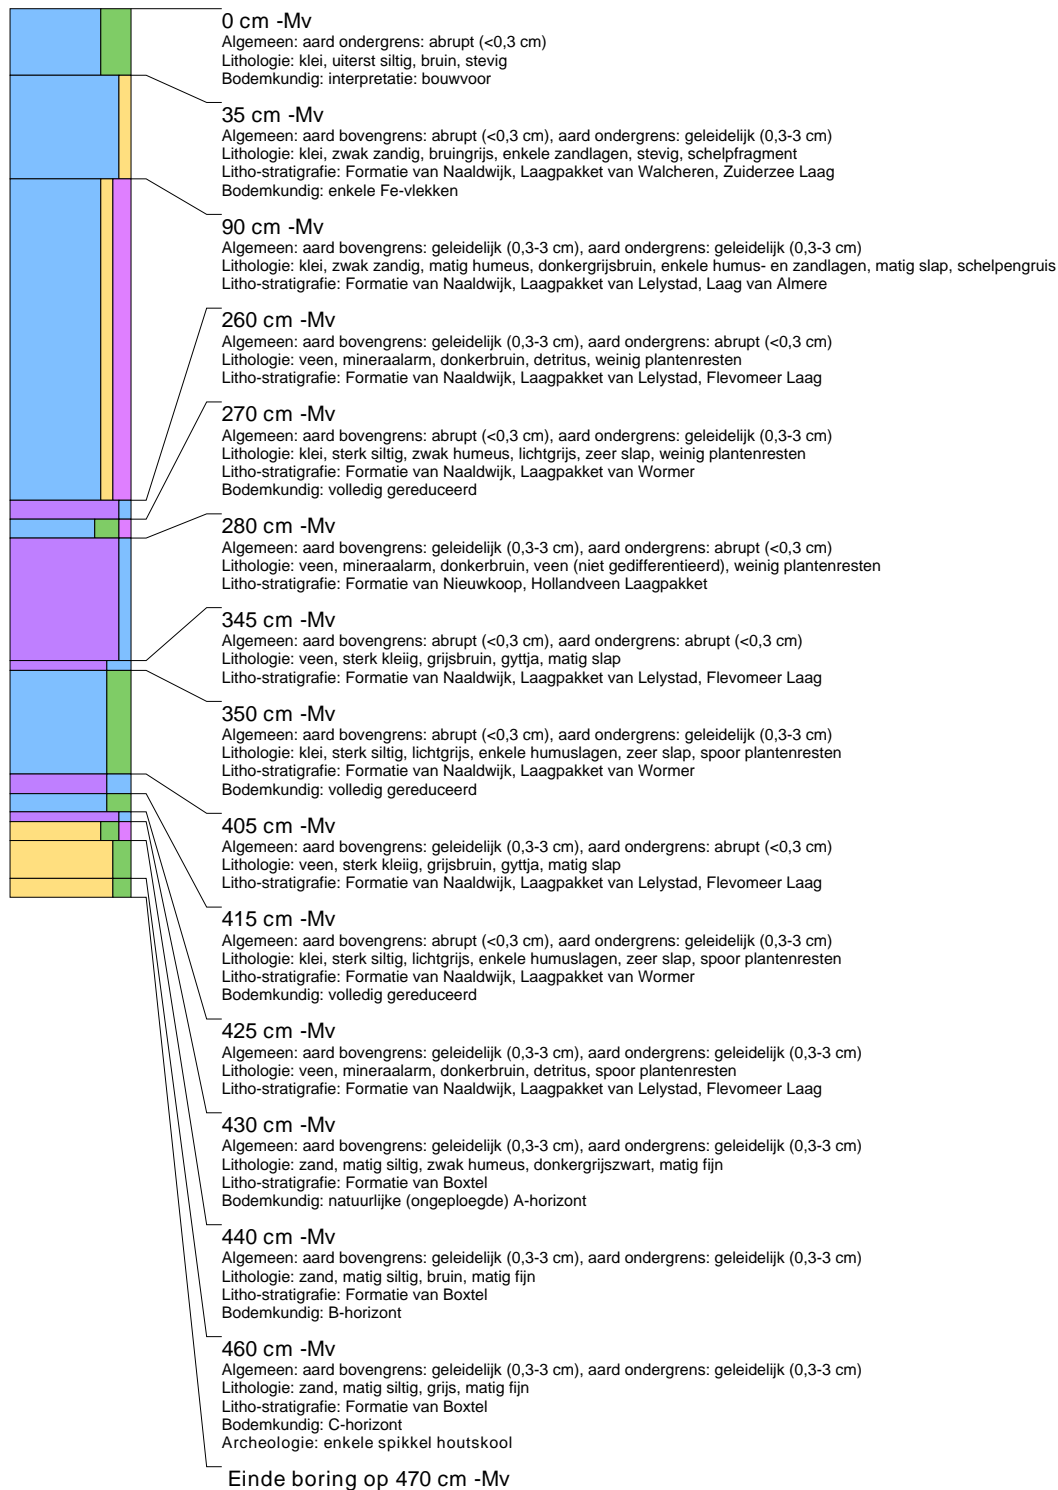 0 cm -Mv
Algemeen: aard ondergrens: abrupt (<0,3 cm)
Lithologie: klei, uiterst siltig, bruin, stevig
Bodemkundig: interpretatie: bouwvoor
35 cm -Mv
Algemeen: aard bovengrens: abrupt (<0,3 cm), aard ondergrens: geleidelijk (0,3-3 cm)
Lithologie: klei, zwak zandig, bruingrijs, enkele zandlagen, stevig, schelpfragment
Litho-stratigrafie: Formatie van Naaldwijk, Laagpakket van Walcheren, Zuiderzee Laag
Bodemkundig: enkele Fe-vlekken
90 cm -Mv
Algemeen: aard bovengrens: geleidelijk (0,3-3 cm), aard ondergrens: geleidelijk (0,3-3 cm)
Lithologie: klei, zwak zandig, matig humeus, donkergrijsbruin, enkele humus- en zandlagen, matig slap, schelpengruis
Litho-stratigrafie: Formatie van Naaldwijk, Laagpakket van Lelystad, Laag van Almere
260 cm -Mv
Algemeen: aard bovengrens: geleidelijk (0,3-3 cm), aard ondergrens: abrupt (<0,3 cm)
Lithologie: veen, mineraalarm, donkerbruin, detritus, weinig plantenresten
Litho-stratigrafie: Formatie van Naaldwijk, Laagpakket van Lelystad, Flevomeer Laag
270 cm -Mv
Algemeen: aard bovengrens: abrupt (<0,3 cm), aard ondergrens: geleidelijk (0,3-3 cm)
Lithologie: klei, sterk siltig, zwak humeus, lichtgrijs, zeer slap, weinig plantenresten
Litho-stratigrafie: Formatie van Naaldwijk, Laagpakket van Wormer
Bodemkundig: volledig gereduceerd
280 cm -Mv
Algemeen: aard bovengrens: geleidelijk (0,3-3 cm), aard ondergrens: abrupt (<0,3 cm)
Lithologie: veen, mineraalarm, donkerbruin, veen (niet gedifferentieerd), weinig plantenresten
Litho-stratigrafie: Formatie van Nieuwkoop, Hollandveen Laagpakket
345 cm -Mv
Algemeen: aard bovengrens: abrupt (<0,3 cm), aard ondergrens: abrupt (<0,3 cm)
Lithologie: veen, sterk kleiig, grijsbruin, gyttja, matig slap
Litho-stratigrafie: Formatie van Naaldwijk, Laagpakket van Lelystad, Flevomeer Laag
350 cm -Mv
Algemeen: aard bovengrens: abrupt (<0,3 cm), aard ondergrens: geleidelijk (0,3-3 cm)
Lithologie: klei, sterk siltig, lichtgrijs, enkele humuslagen, zeer slap, spoor plantenresten
Litho-stratigrafie: Formatie van Naaldwijk, Laagpakket van Wormer
Bodemkundig: volledig gereduceerd
405 cm -Mv
Algemeen: aard bovengrens: geleidelijk (0,3-3 cm), aard ondergrens: abrupt (<0,3 cm)
Lithologie: veen, sterk kleiig, grijsbruin, gyttja, matig slap
Litho-stratigrafie: Formatie van Naaldwijk, Laagpakket van Lelystad, Flevomeer Laag
415 cm -Mv
Algemeen: aard bovengrens: abrupt (<0,3 cm), aard ondergrens: geleidelijk (0,3-3 cm)
Lithologie: klei, sterk siltig, lichtgrijs, enkele humuslagen, zeer slap, spoor plantenresten
Litho-stratigrafie: Formatie van Naaldwijk, Laagpakket van Wormer
Bodemkundig: volledig gereduceerd
425 cm -Mv
Algemeen: aard bovengrens: geleidelijk (0,3-3 cm), aard ondergrens: geleidelijk (0,3-3 cm)
Lithologie: veen, mineraalarm, donkerbruin, detritus, spoor plantenresten
Litho-stratigrafie: Formatie van Naaldwijk, Laagpakket van Lelystad, Flevomeer Laag
430 cm -Mv
Algemeen: aard bovengrens: geleidelijk (0,3-3 cm), aard ondergrens: geleidelijk (0,3-3 cm)
Lithologie: zand, matig siltig, zwak humeus, donkergrijszwart, matig fijn
Litho-stratigrafie: Formatie van Boxtel
Bodemkundig: natuurlijke (ongeploegde) A-horizont
440 cm -Mv
Algemeen: aard bovengrens: geleidelijk (0,3-3 cm), aard ondergrens: geleidelijk (0,3-3 cm)
Lithologie: zand, matig siltig, bruin, matig fijn
Litho-stratigrafie: Formatie van Boxtel
Bodemkundig: B-horizont
460 cm -Mv
Algemeen: aard bovengrens: geleidelijk (0,3-3 cm), aard ondergrens: geleidelijk (0,3-3 cm)
Lithologie: zand, matig siltig, grijs, matig fijn
Litho-stratigrafie: Formatie van Boxtel
Bodemkundig: C-horizont
Archeologie: enkele spikkel houtskool
Einde boring op 470 cm -Mv